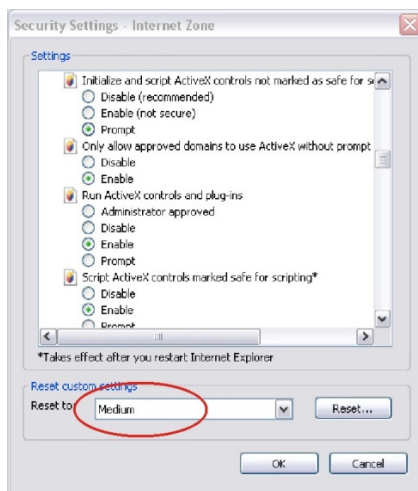 Security Settings - Internet Zone
Settings
Initialize and script ActiveX controls not marked as safe for s
Disable (recommended)
Enable (not secure)
Prompt
Only allow approved domains to use ActiveX without prompt
Disable
Enable
Run ActiveX controls and plug-ins
Administrator approved
Disable
Enable
Prompt
Script ActiveX controls marked safe for scripting*
Disable
Enable
Prompt
*Takes effect after you restart Internet Explorer
Reset custom settings
Reset to: Medium Reset...
OK Cancel